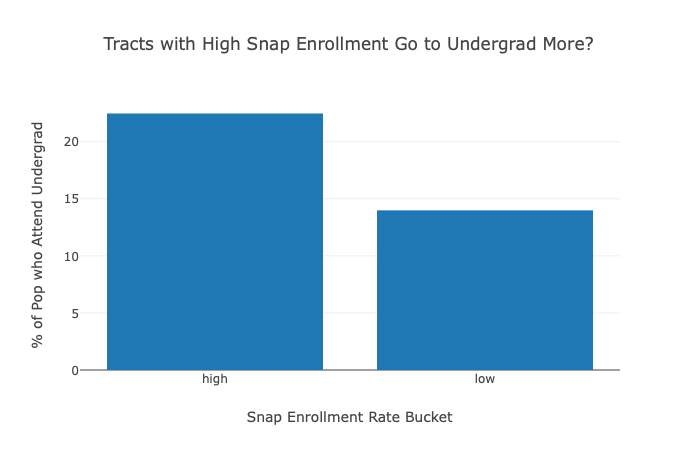 Tracts with High Snap Enrollment Go to Undergrad More?
% of Pop who Attend Undergrad
20
15
10
5
0
high
low
Snap Enrollment Rate Bucket